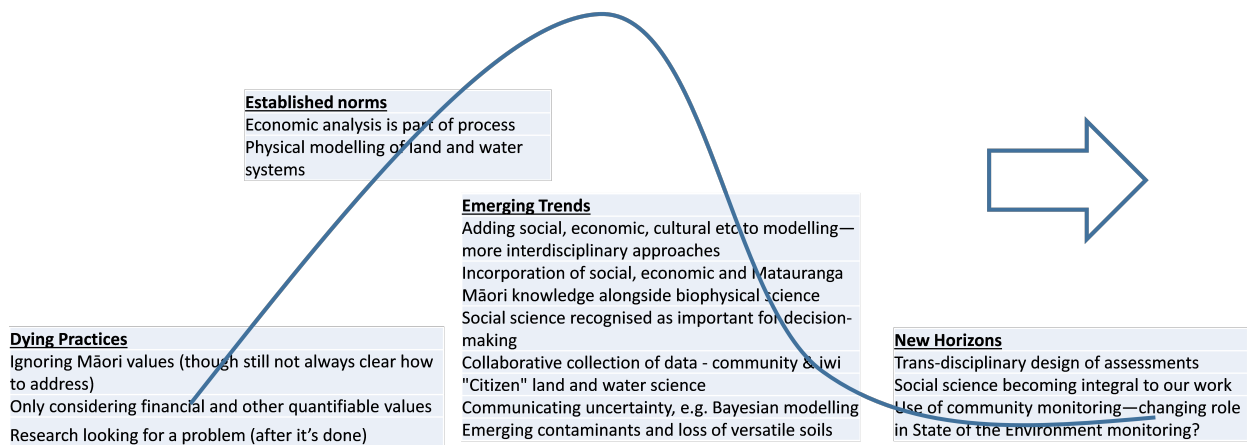 Established norms
Economic analysis is part of process
Physical modelling of land and water
systems
Emerging Trends
Adding social, economic, cultural etc to modelling—
more interdisciplinary approaches
Incorporation of social, economic and Matauranga
Māori knowledge alongside biophysical science
Social science recognised as important for decision-
making
Collaborative collection of data - community & iwi
"Citizen" land and water science
Communicating uncertainty, e.g. Bayesian modelling
Emerging contaminants and loss of versatile soils
Dying Practices
Ignoring Māori values (though still not always clear how
to address)
Only considering financial and other quantifiable values
Research looking for a problem (after it’s done)
New Horizons
Trans-disciplinary design of assessments
Social science becoming integral to our work
Use of community monitoring—changing role
in State of the Environment monitoring?